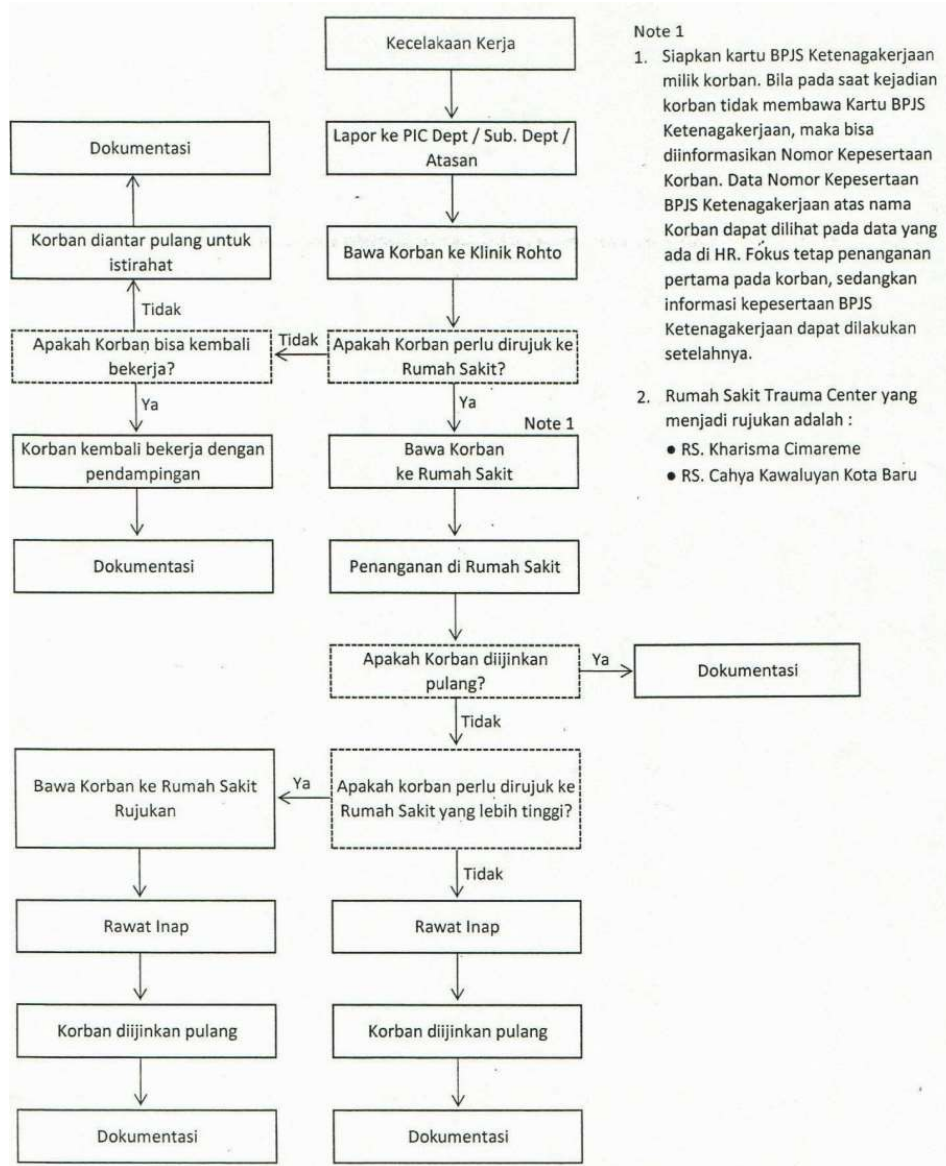 Kecelakaan Kerja
Note 1
1. Siapkan kartu BPJS Ketenagakerjaan
milik korban. Bila pada saat kejadian
korban tidak membawa Kartu BPJS
Ketenagakerjaan, maka bisa
diinformasikan Nomor Kepesertaan
Korban. Data Nomor Kepesertaan
BPJS Ketenagakerjaan atas nama
Korban dapat dilihat pada data yang
ada di HR. Fokus tetap penanganan
pertama pada korban, sedangkan
informasi kepesertaan BPJS
Ketenagakerjaan dapat dilakukan
setelahnya.
2. Rumah Sakit Trauma Center yang
menjadi rujukan adalah :
● RS. Kharisma Cimareme
● RS. Cahya Kawaluyan Kota Baru
Lapor ke PIC Dept / Sub. Dept /
Atasan
Bawa Korban ke Klinik Rohto
Apakah Korban perlu dirujuk ke
Rumah Sakit?
Tidak
Apakah Korban bisa kembali
bekerja?
Tidak
Korban diantar pulang untuk
istirahat
Dokumentasi
Ya
Korban kembali bekerja dengan
pendampingan
Dokumentasi
Ya
Note 1
Bawa Korban
ke Rumah Sakit
Penanganan di Rumah Sakit
Apakah Korban diijinkan
pulang?
Ya
Dokumentasi
Tidak
Apakah korban perlu dirujuk ke
Rumah Sakit yang lebih tinggi?
Ya
Bawa Korban ke Rumah Sakit
Rujukan
Rawat Inap
Korban diijinkan pulang
Dokumentasi
Tidak
Rawat Inap
Korban diijinkan pulang
Dokumentasi